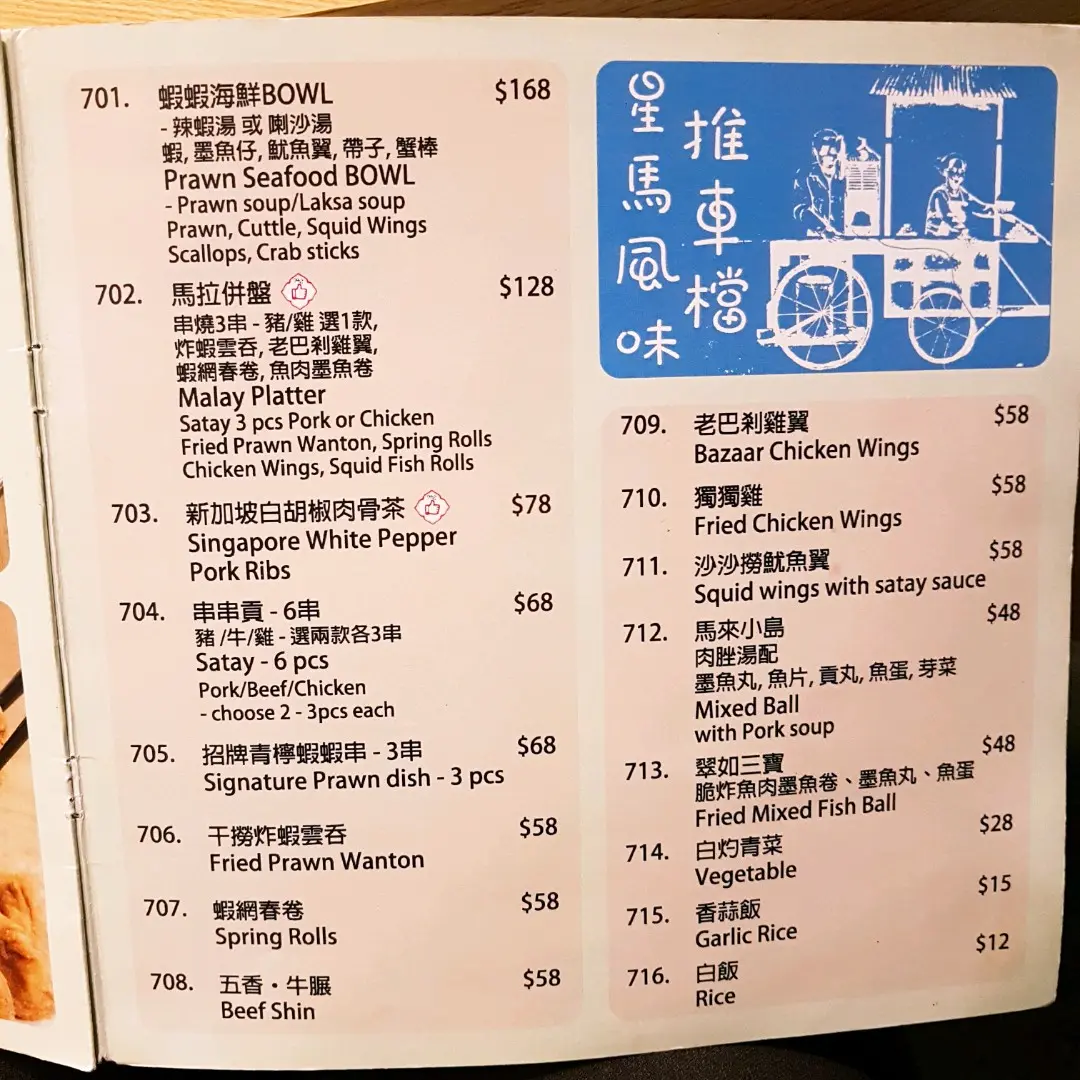 701. 蝦蝦海鮮BOWL $168
- 辣蝦湯 或 喇沙湯
蝦, 墨魚仔, 魷魚翼, 帶子, 蟹棒
Prawn Seafood BOWL
- Prawn soup/Laksa soup
Prawn, Cuttle, Squid Wings
Scallops, Crab sticks
702. 馬拉併盤 $128
串燒3串 - 豬/雞 選1款,
炸蝦雲吞, 老巴剎雞翼,
蝦網春卷, 魚肉墨魚卷
Malay Platter
Satay 3 pcs Pork or Chicken
Fried Prawn Wanton, Spring Rolls
Chicken Wings, Squid Fish Rolls
703. 新加坡白胡椒肉骨茶 $78
Singapore White Pepper
Pork Ribs
704. 串串貢 - 6串 $68
豬 /牛/雞 - 選兩款各3串
Satay - 6 pcs
Pork/Beef/Chicken
- choose 2 - 3pcs each
705. 招牌青檸蝦蝦串 - 3串 $68
Signature Prawn dish - 3 pcs
706. 干撈炸蝦雲吞 $58
Fried Prawn Wanton
707. 蝦網春卷 $58
Spring Rolls
708. 五香・牛𦟌 $58
Beef Shin
星馬風味
推車檔
709. 老巴剎雞翼 $58
Bazaar Chicken Wings
710. 獨獨雞 $58
Fried Chicken Wings
711. 沙沙撈魷魚翼 $58
Squid wings with satay sauce
712. 馬來小島 $48
肉脞湯配
墨魚丸, 魚片, 貢丸, 魚蛋, 芽菜
Mixed Ball
with Pork soup
713. 翠如三寶 $48
脆炸魚肉墨魚卷、墨魚丸、魚蛋
Fried Mixed Fish Ball
714. 白灼青菜 $28
Vegetable
715. 香蒜飯 $15
Garlic Rice
716. 白飯 $12
Rice